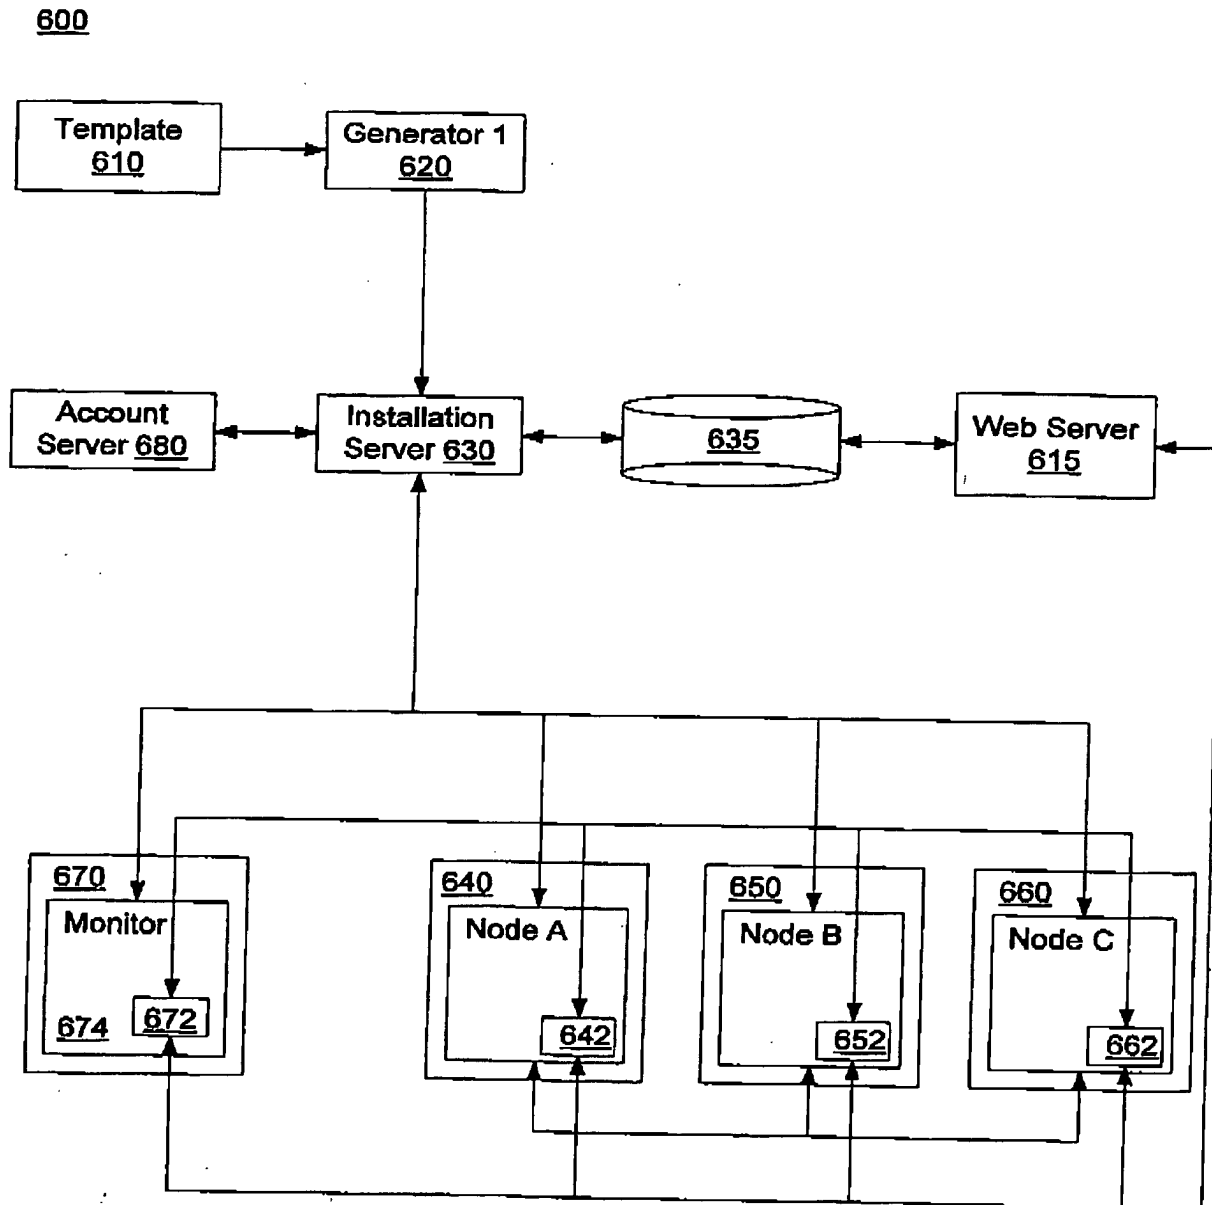 600
Template
610
Generator 1
620
Account
Server 680
Installation
Server 630
635
Web Server
615
670
Monitor
674
672
640
Node A
642
650
Node B
652
660
Node C
662